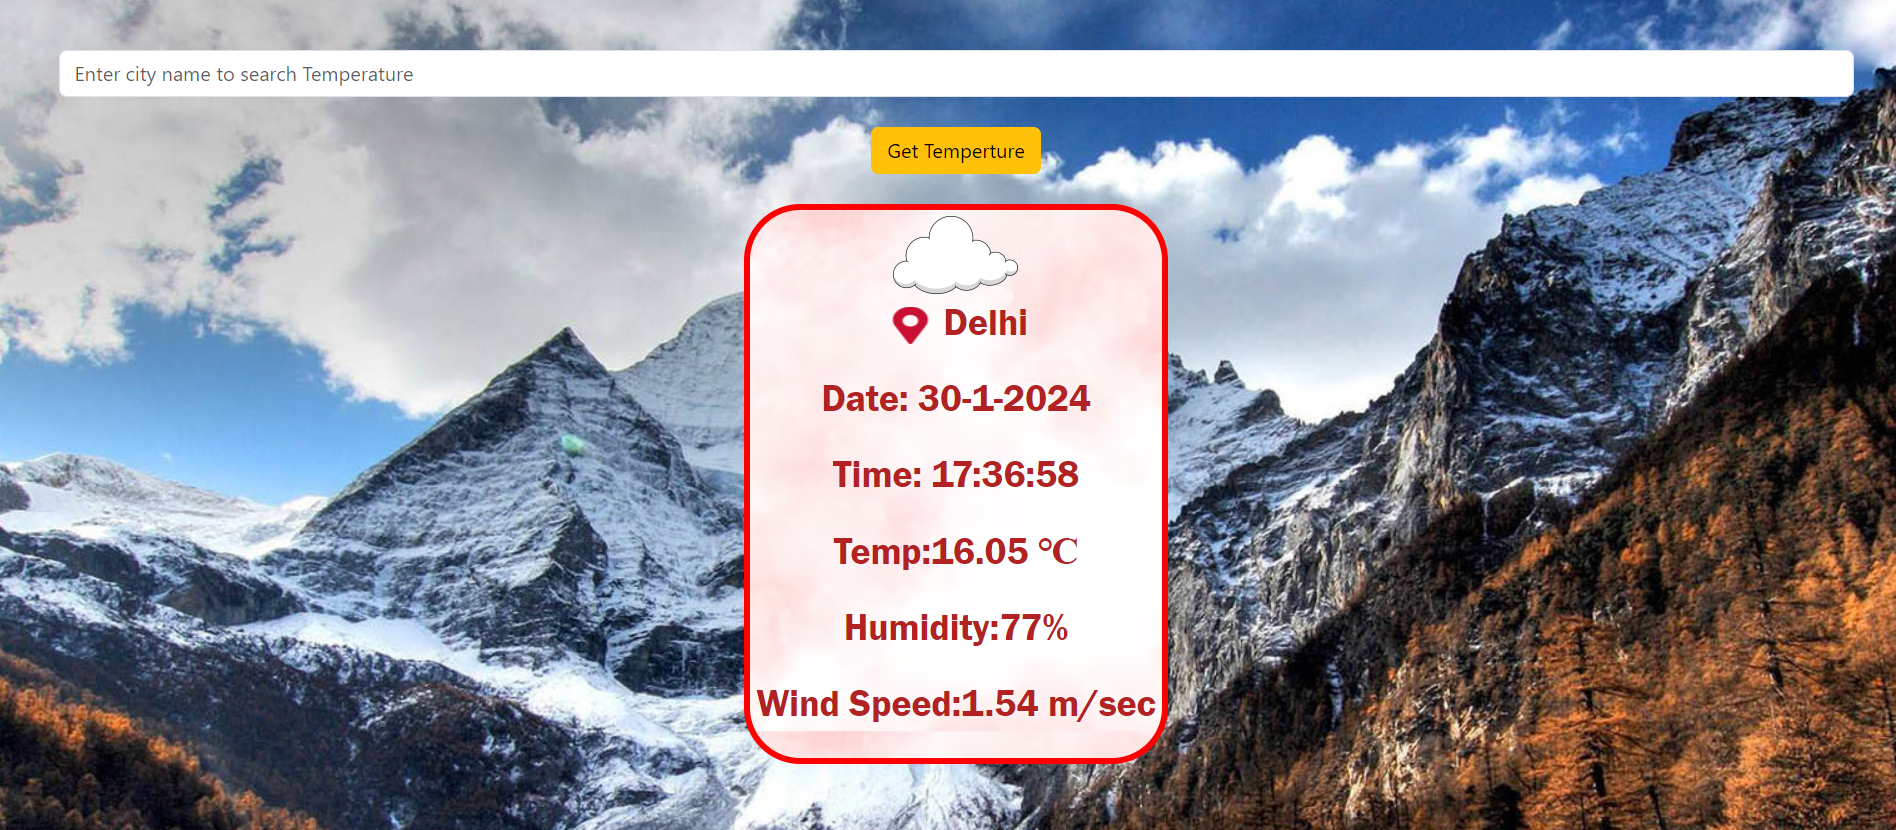 Enter city name to search Temperature
Get Temperture
Delhi
Date: 30-1-2024
Time: 17:36:58
Temp:16.05 °C
Humidity:77%
Wind Speed:1.54 m/sec